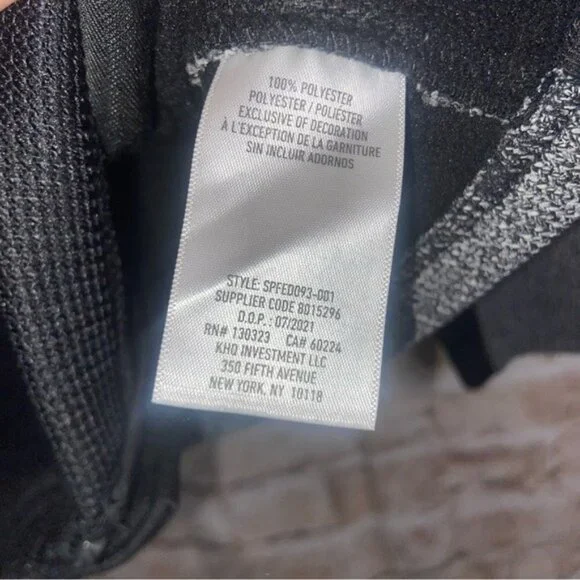 100% POLYESTER
POLYESTER / POLIÉSTER
EXCLUSIVE OF DECORATION
À L'EXCEPTION DE LA GARNITURE
SIN INCLUIR ADORNOS
STYLE: SPFED093-001
SUPPLIER CODE 8015296
D.O.P.: 07/2021
RN# 130323 CA# 60224
KHQ INVESTMENT LLC
350 FIFTH AVENUE
NEW YORK, NY 10118